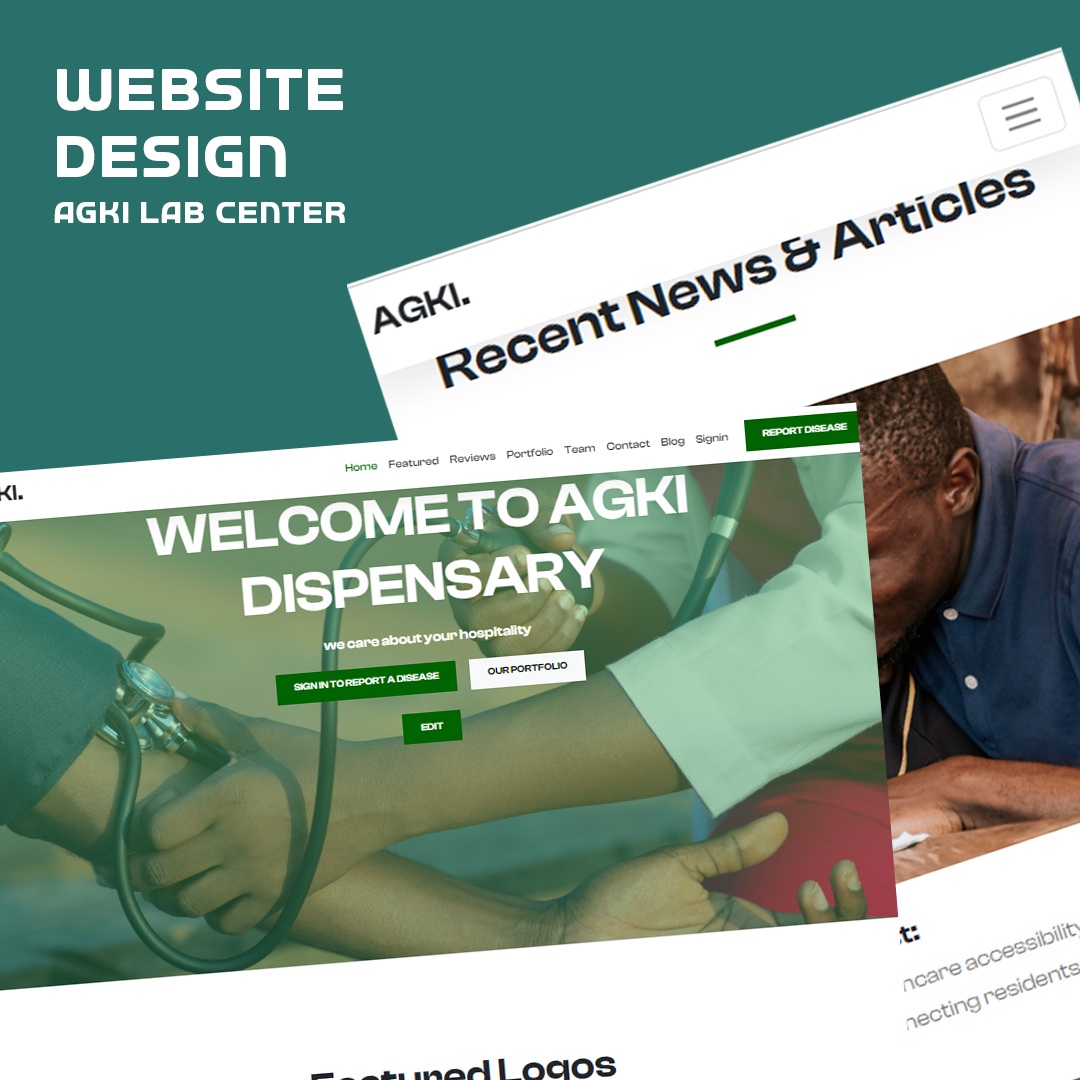 WEBSITE
DESIGN
AGKI LAB CENTER
AGKI.
Recent News & Articles
KI.
Home Featured Reviews Portfolio Team Contact Blog Signin REPORT DISEASE
WELCOME TO AGKI
DISPENSARY
we care about your hospitality
SIGN IN TO REPORT A DISEASE OUR PORTFOLIO
EDIT
t:
ncare accessibility
necting residents
Featured Logos